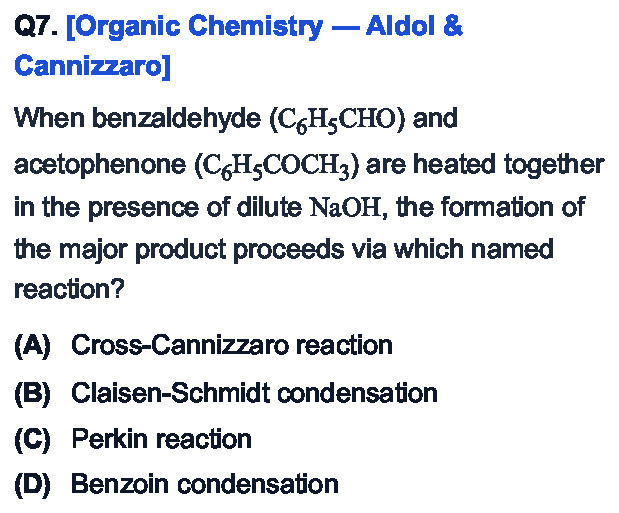 Q7. [Organic Chemistry — Aldol &
Cannizzaro]
When benzaldehyde (C₆H₅CHO) and
acetophenone (C₆H₅COCH₃) are heated together
in the presence of dilute NaOH, the formation of
the major product proceeds via which named
reaction?
(A) Cross-Cannizzaro reaction
(B) Claisen-Schmidt condensation
(C) Perkin reaction
(D) Benzoin condensation